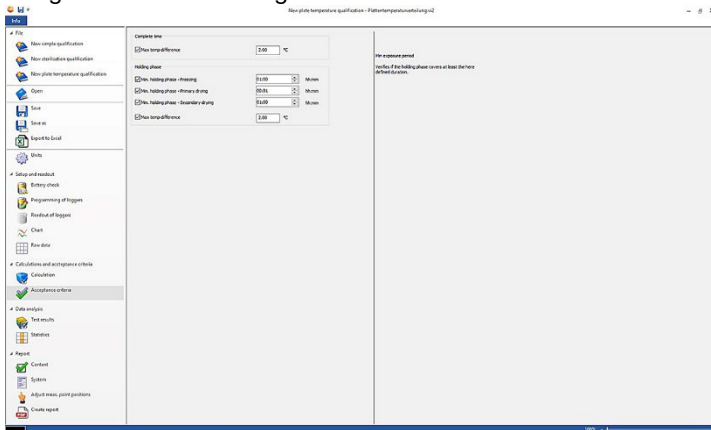 New plate temperature qualification - Plattentemperaturverteilung.vi2
Info
File
New simple qualification
New sterilisation qualification
New plate temperature qualification
Open
Save
Save as
Export to Excel
Units
Setup and readout
Battery check
Programming of loggers
Readout of loggers
Chart
Raw data
Calculations and acceptance criteria
Calculation
Acceptance criteria
Data analysis
Test results
Statistics
Report
Content
System
Adjust meas. point positions
Create report
PDF
Complete time
Max temp difference 2.00 °C
Holding phase
Min. holding phase - Freezing 01:00 hh:mm
Min. holding phase - Primary drying 00:01 hh:mm
Min. holding phase - Secondary drying 01:00 hh:mm
Max temp difference 2.00 °C
Min exposure period
Verifies if the holding phase covers at least the here
defined duration.
100%